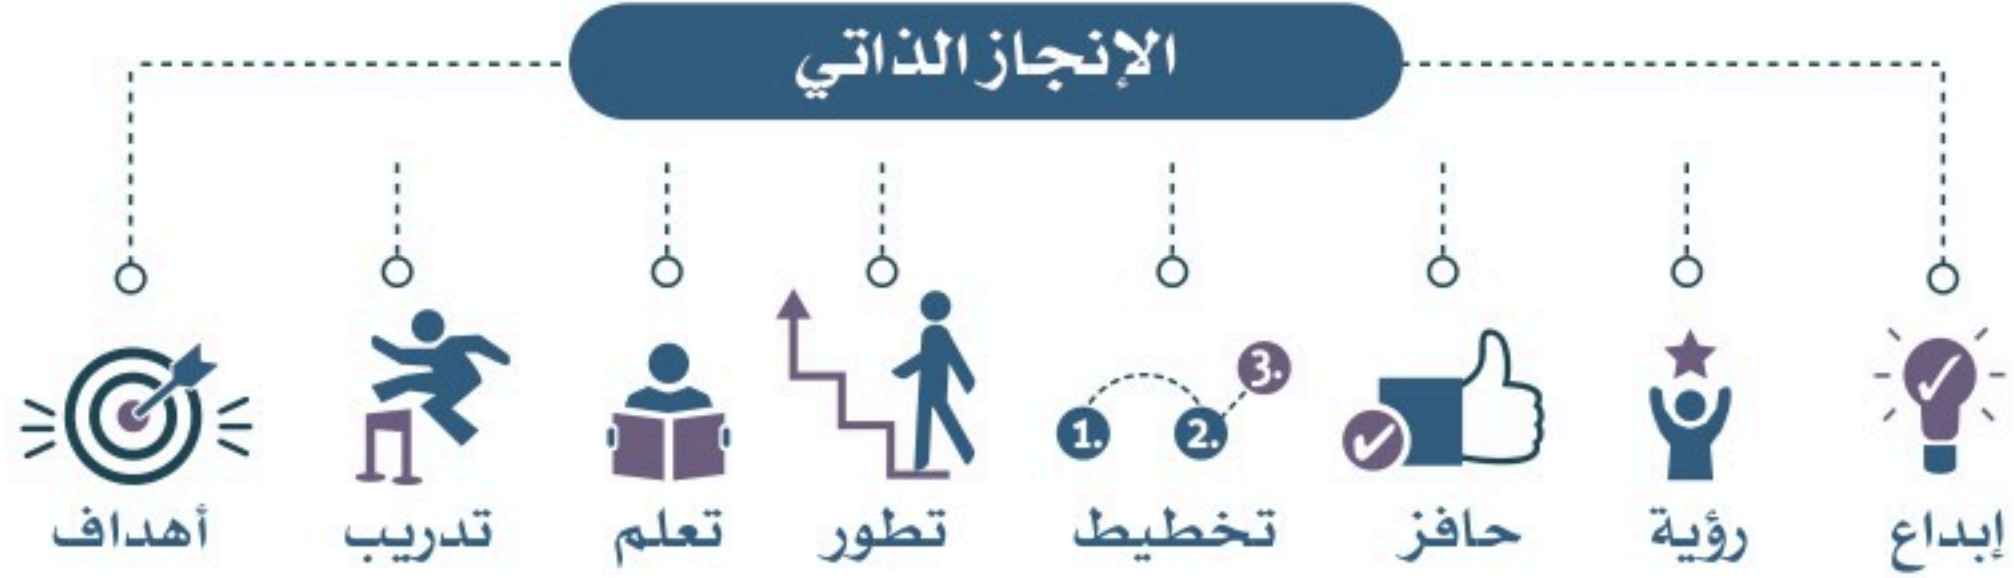 الإنجاز الذاتي
1. 2. 3.
إبداع رؤية حافز تخطيط تطور تعلم تدريب أهداف